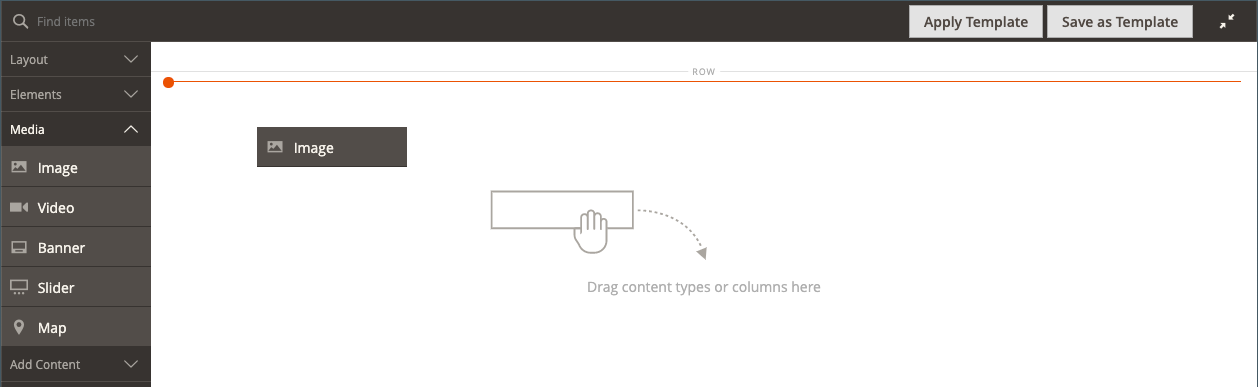 Find items
Apply Template
Save as Template
Layout
Elements
Media
Image
Video
Banner
Slider
Map
Add Content
ROW
Image
Drag content types or columns here